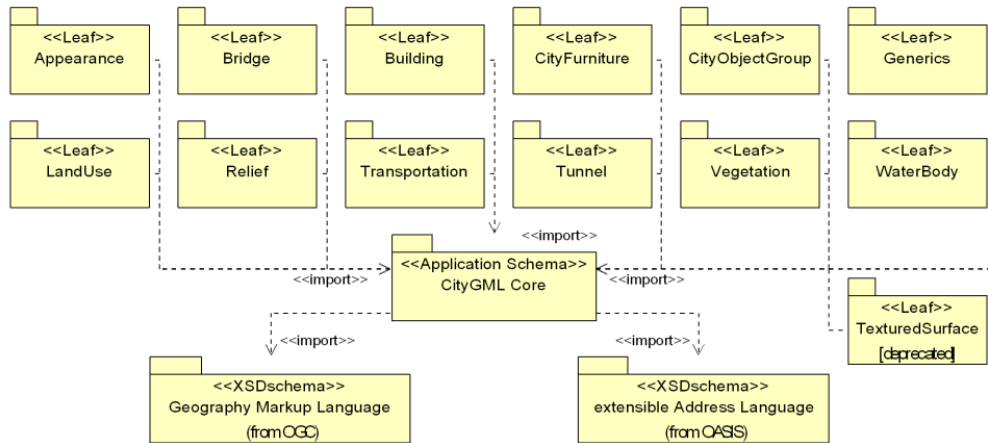 <<Leaf>>
Appearance
<<Leaf>>
Bridge
<<Leaf>>
Building
<<Leaf>>
CityFurniture
<<Leaf>>
CityObjectGroup
<<Leaf>>
Generics
<<Leaf>>
LandUse
<<Leaf>>
Relief
<<Leaf>>
Transportation
<<Leaf>>
Tunnel
<<Leaf>>
Vegetation
<<Leaf>>
WaterBody
<<import>>
<<Application Schema>>
CityGML Core
<<import>>
<<import>>
<<Leaf>>
TexturedSurface
[deprecated]
<<import>>
<<import>>
<<XSDschema>>
Geography Markup Language
(from OGC)
<<XSDschema>>
extensible Address Language
(from OASIS)